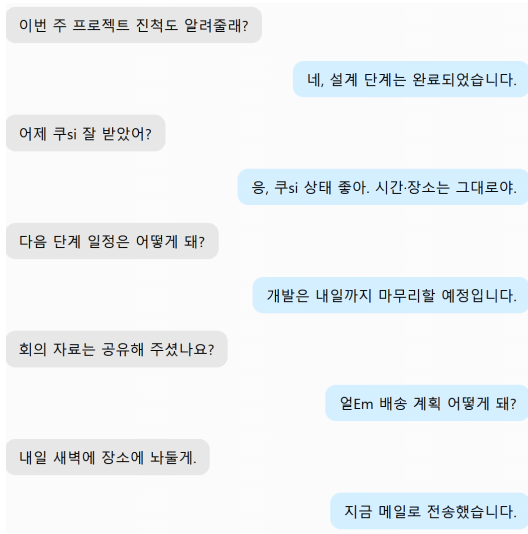 이번 주 프로젝트 진척도 알려줄래?
네, 설계 단계는 완료되었습니다.
어제 쿠si 잘 받았어?
응, 쿠si 상태 좋아. 시간·장소는 그대로야.
다음 단계 일정은 어떻게 돼?
개발은 내일까지 마무리할 예정입니다.
회의 자료는 공유해 주셨나요?
얼Em 배송 계획 어떻게 돼?
내일 새벽에 장소에 놔둘게.
지금 메일로 전송했습니다.